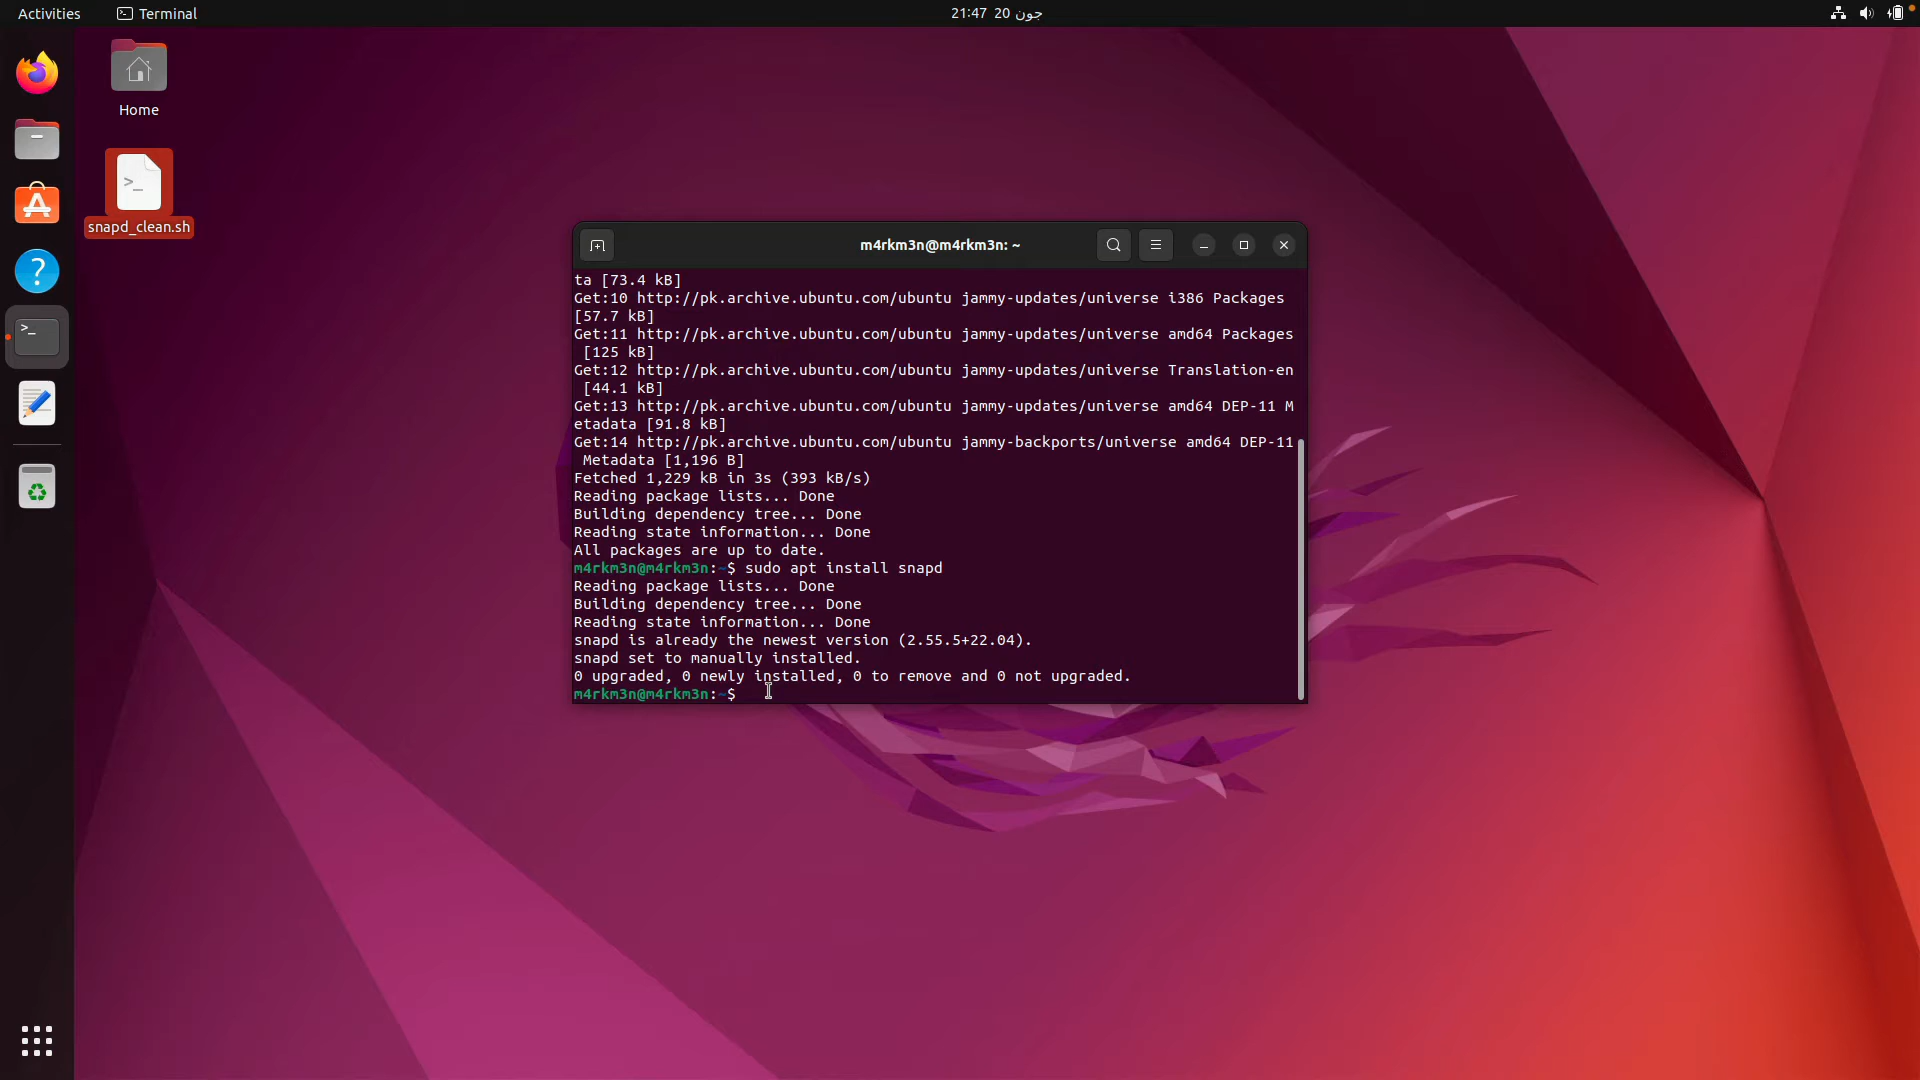 Activities
Terminal
21:47 20 جون
Home
snapd_clean.sh
m4rkm3n@m4rkm3n: ~
ta [73.4 kB]
Get:10 http://pk.archive.ubuntu.com/ubuntu jammy-updates/universe i386 Packages
[57.7 kB]
Get:11 http://pk.archive.ubuntu.com/ubuntu jammy-updates/universe amd64 Packages
[125 kB]
Get:12 http://pk.archive.ubuntu.com/ubuntu jammy-updates/universe Translation-en
[44.1 kB]
Get:13 http://pk.archive.ubuntu.com/ubuntu jammy-updates/universe amd64 DEP-11 M
etadata [91.8 kB]
Get:14 http://pk.archive.ubuntu.com/ubuntu jammy-backports/universe amd64 DEP-11
Metadata [1,196 B]
Fetched 1,229 kB in 3s (393 kB/s)
Reading package lists... Done
Building dependency tree... Done
Reading state information... Done
All packages are up to date.
m4rkm3n@m4rkm3n:~$ sudo apt install snapd
Reading package lists... Done
Building dependency tree... Done
Reading state information... Done
snapd is already the newest version (2.55.5+22.04).
snapd set to manually installed.
0 upgraded, 0 newly installed, 0 to remove and 0 not upgraded.
m4rkm3n@m4rkm3n:~$